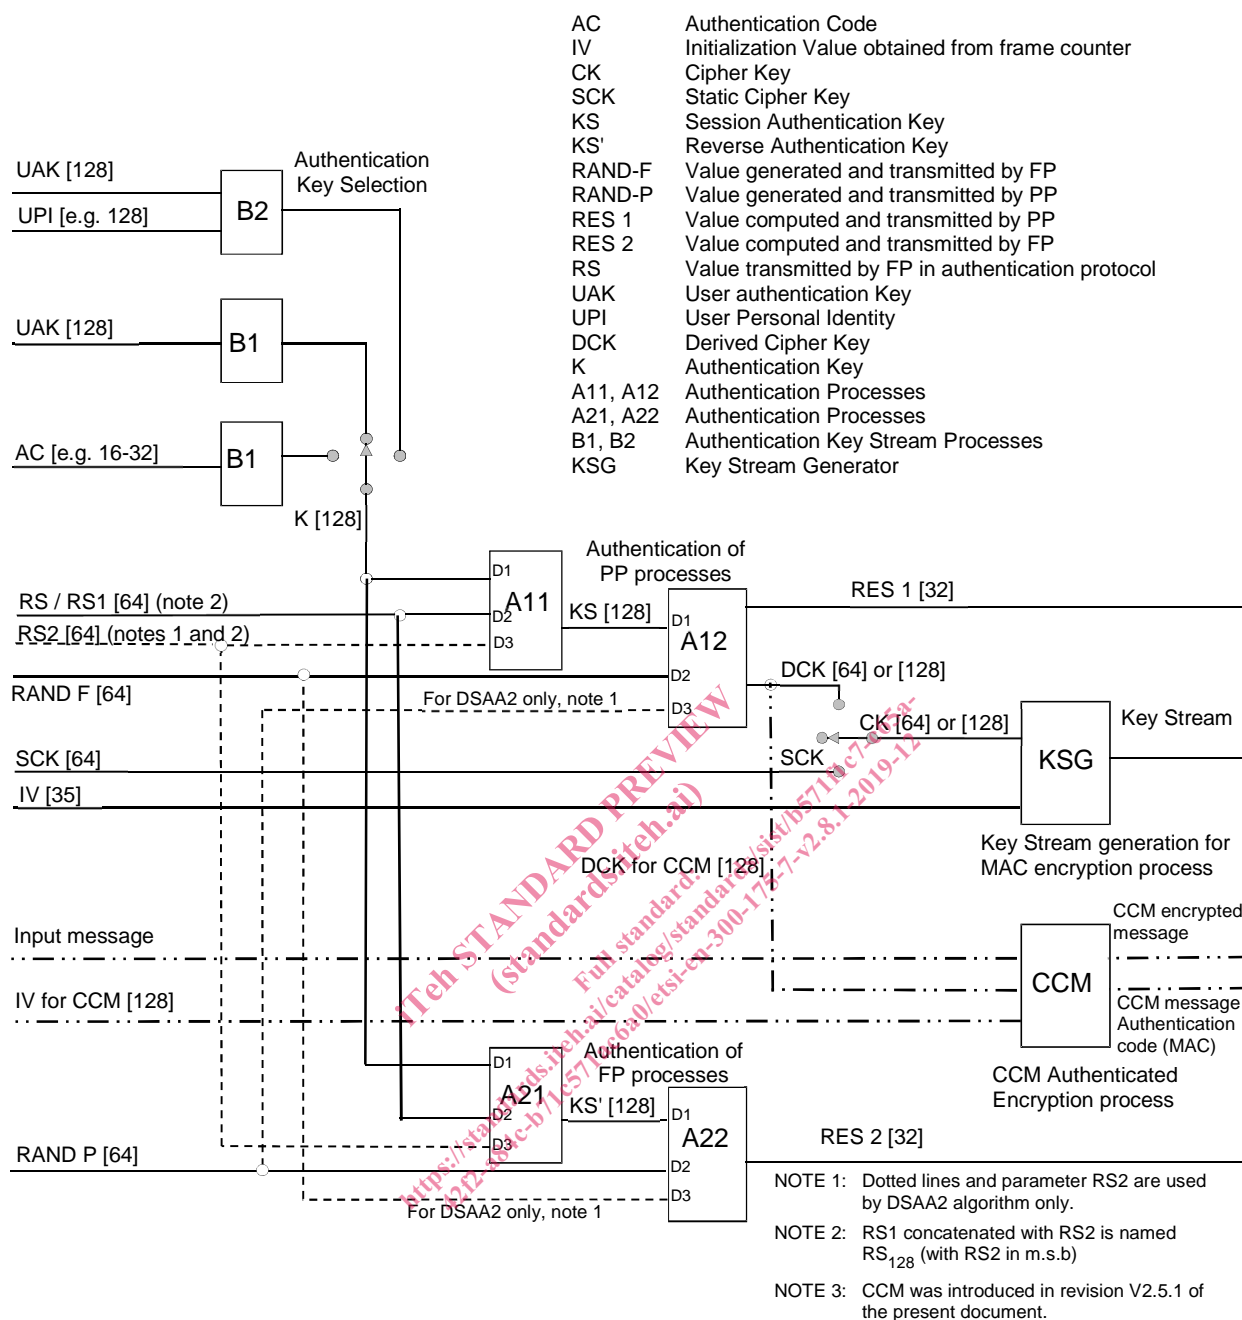 AC Authentication Code
IV Initialization Value obtained from frame counter
CK Cipher Key
SCK Static Cipher Key
KS Session Authentication Key
KS' Reverse Authentication Key
RAND-F Value generated and transmitted by FP
RAND-P Value generated and transmitted by PP
RES 1 Value computed and transmitted by PP
RES 2 Value computed and transmitted by FP
RS Value transmitted by FP in authentication protocol
UAK User authentication Key
UPI User Personal Identity
DCK Derived Cipher Key
K Authentication Key
A11, A12 Authentication Processes
A21, A22 Authentication Processes
B1, B2 Authentication Key Stream Processes
KSG Key Stream Generator
UAK [128]
UPI [e.g. 128]
B2
Authentication
Key Selection
UAK [128]
B1
AC [e.g. 16-32]
B1
K [128]
Authentication of
PP processes
D1
A11
D2
D3
RS / RS1 [64] (note 2)
RS2 [64] (notes 1 and 2)
KS [128]
D1
A12
D2
D3
RES 1 [32]
RAND F [64]
For DSAA2 only, note 1
DCK [64] or [128]
CK [64] or [128]
SCK [64]
SCK
IV [35]
KSG
Key Stream
Key Stream generation for
MAC encryption process
DCK for CCM [128]
Input message
IV for CCM [128]
CCM
CCM encrypted
message
CCM message
Authentication
code (MAC)
CCM Authenticated
Encryption process
Authentication of
FP processes
D1
A21
D2
D3
KS' [128]
D1
A22
D2
D3
RES 2 [32]
RAND P [64]
For DSAA2 only, note 1
NOTE 1: Dotted lines and parameter RS2 are used
by DSAA2 algorithm only.
NOTE 2: RS1 concatenated with RS2 is named
RS128 (with RS2 in m.s.b)
NOTE 3: CCM was introduced in revision V2.5.1 of
the present document.
iTeh STANDARD PREVIEW
(standards.iteh.ai)
Full standard: